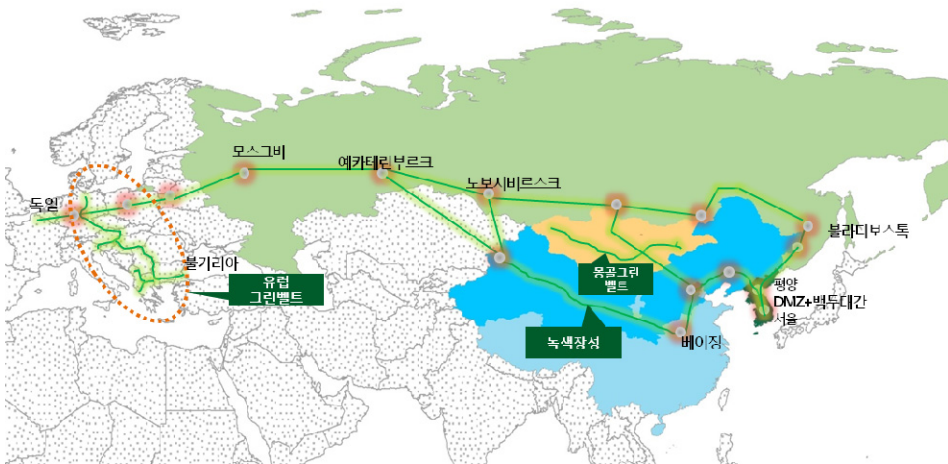 모스그비
예카테린부르크
노보시비르스크
독일
불가리아
유럽
그린벨트
몽골그린
벨트
블라디보스톡
평양
DMZ+백두대간
서울
녹색장성
베이징